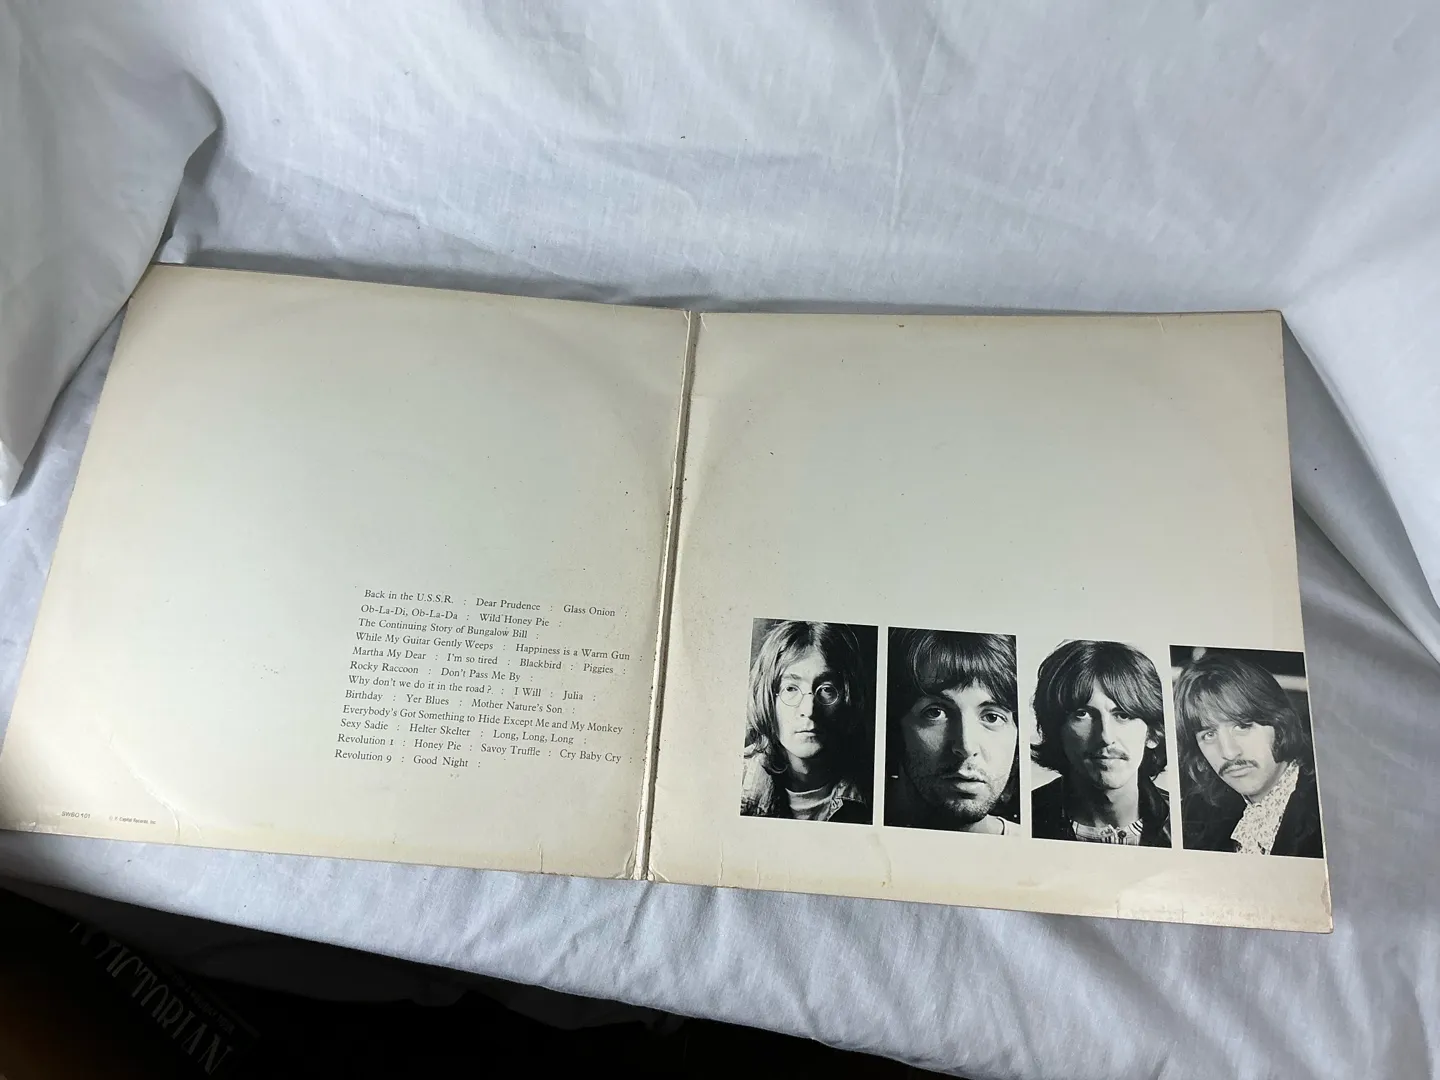 Back in the U.S.S.R. : Dear Prudence : Glass Onion :
Ob-La-Di, Ob-La-Da : Wild Honey Pie :
The Continuing Story of Bungalow Bill :
While My Guitar Gently Weeps : Happiness is a Warm Gun :
Martha My Dear : I'm so tired : Blackbird : Piggies :
Rocky Raccoon : Don't Pass Me By :
Why don't we do it in the road? : I Will : Julia :
Birthday : Yer Blues : Mother Nature's Son :
Everybody's Got Something to Hide Except Me and My Monkey :
Sexy Sadie : Helter Skelter : Long, Long, Long :
Revolution 1 : Honey Pie : Savoy Truffle : Cry Baby Cry :
Revolution 9 : Good Night :
SWBO 101
Capitol Records, Inc.
VICTORIAN